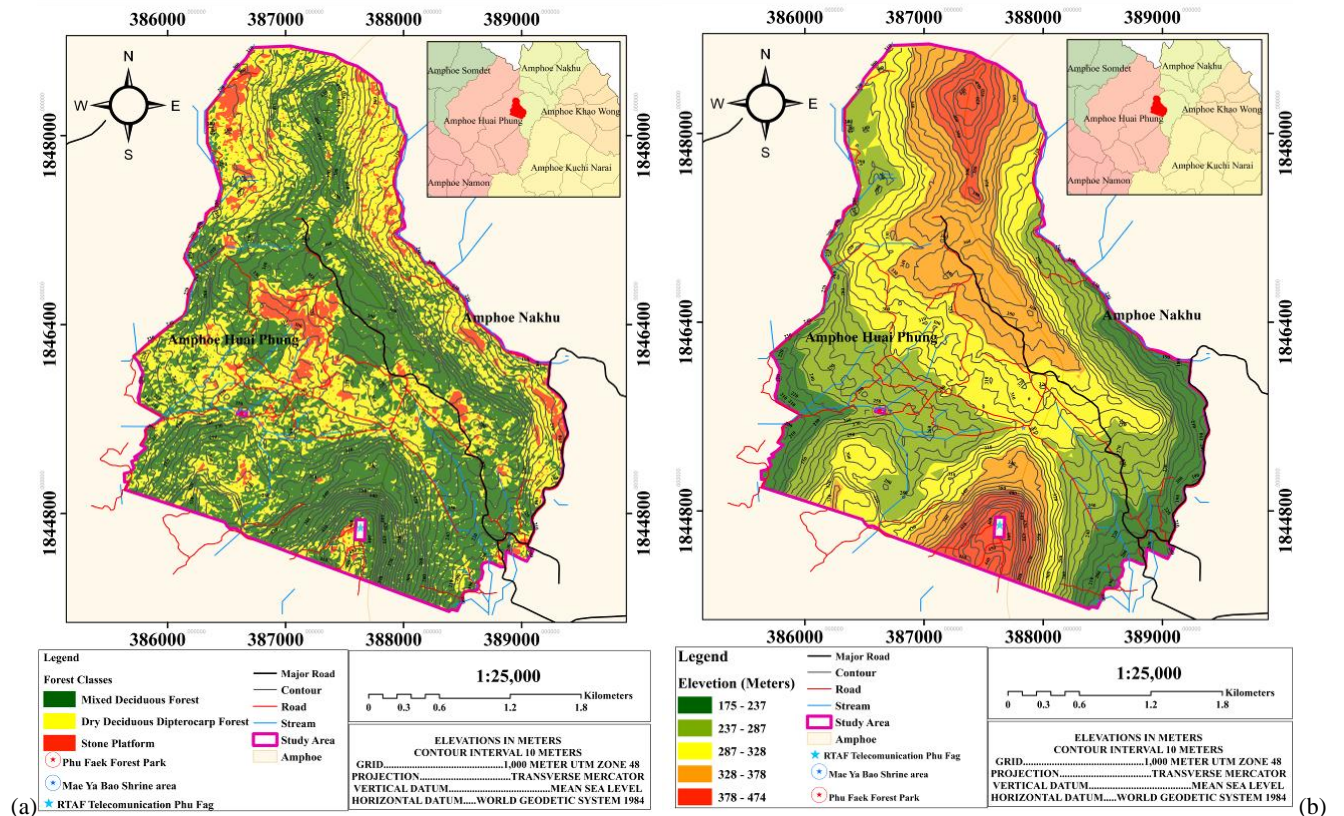 386000 387000 388000 389000
N
W E
S
Amphoe Somdet
Amphoe Nakhu
Amphoe Huai Phung
Amphoe Khao Wong
Amphoe Kuchi Narai
Amphoe Namon
1848000
1846400
1844800
1848000
1846400
1844800
Amphoe Nakhu
Amphoe Huai Phung
386000 387000 388000 389000
Legend
Forest Classes
Mixed Deciduous Forest
Dry Deciduous Dipterocarp Forest
Stone Platform
Phu Faek Forest Park
Mae Ya Bao Shrine area
RTAF Telecomunication Phu Fag
Major Road
Contour
Road
Stream
Study Area
Amphoe
1:25,000
Kilometers
0 0.3 0.6 1.2 1.8
ELEVATIONS IN METERS
CONTOUR INTERVAL 10 METERS
GRID..............................1,000 METER UTM ZONE 48
PROJECTION....................TRANSVERSE MERCATOR
VERTICAL DATUM.........................MEAN SEA LEVEL
HORIZONTAL DATUM.....WORLD GEODETIC SYSTEM 1984
(a)
386000 387000 388000 389000
N
W E
S
Amphoe Somdet
Amphoe Nakhu
Amphoe Huai Phung
Amphoe Khao Wong
Amphoe Kuchi Narai
Amphoe Namon
1848000
1846400
1844800
1848000
1846400
1844800
Amphoe Nakhu
Amphoe Huai Phung
386000 387000 388000 389000
Legend
Elevetion (Meters)
175 - 237
237 - 287
287 - 328
328 - 378
378 - 474
Major Road
Contour
Road
Stream
Study Area
Amphoe
RTAF Telecomunication Phu Fag
Mae Ya Bao Shrine area
Phu Faek Forest Park
1:25,000
Kilometers
0 0.3 0.6 1.2 1.8
ELEVATIONS IN METERS
CONTOUR INTERVAL 10 METERS
GRID..............................1,000 METER UTM ZONE 48
PROJECTION....................TRANSVERSE MERCATOR
VERTICAL DATUM.........................MEAN SEA LEVEL
HORIZONTAL DATUM.....WORLD GEODETIC SYSTEM 1984
(b)